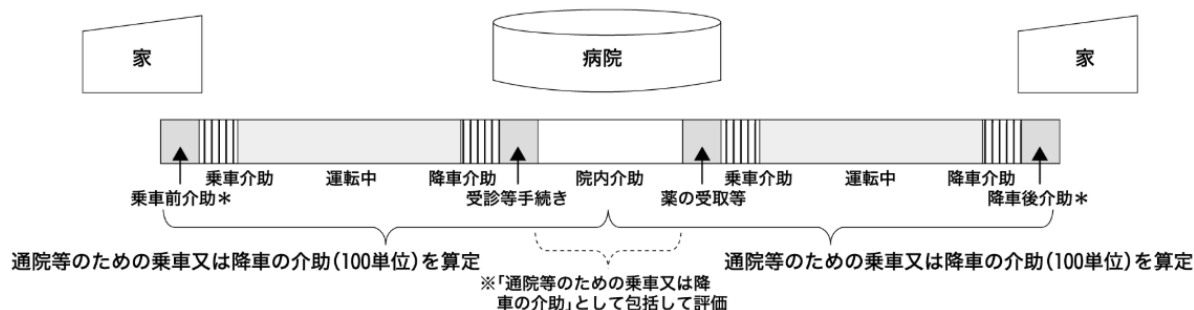 家
病院
家
乗車介助
運転中
降車介助
院内介助
乗車介助
運転中
降車介助
乗車前介助＊
受診等手続き
薬の受取等
降車後介助＊
通院等のための乗車又は降車の介助(100単位)を算定
通院等のための乗車又は降車の介助(100単位)を算定
※「通院等のための乗車又は降
車の介助」として包括して評価